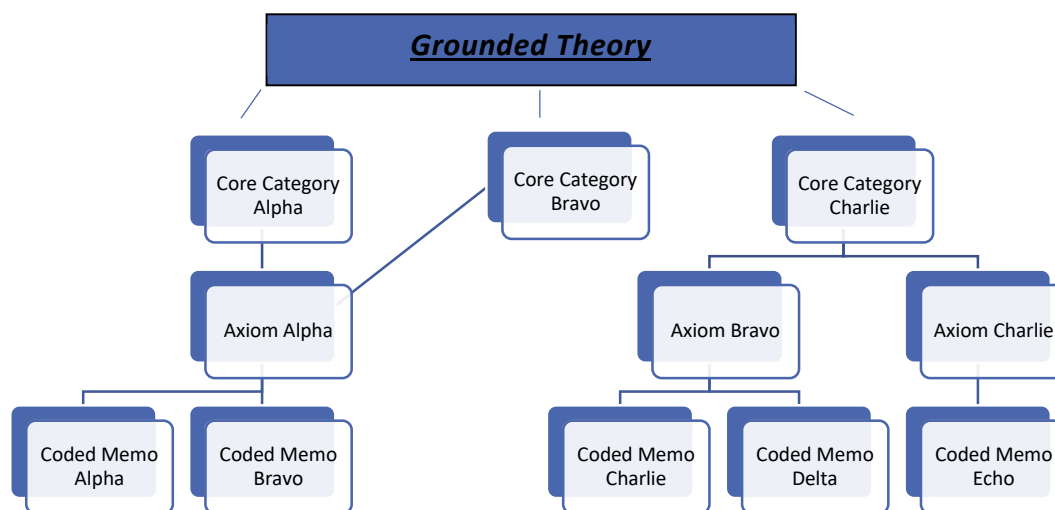 Grounded Theory
Core Category
Alpha
Core Category
Bravo
Core Category
Charlie
Axiom Alpha
Axiom Bravo
Axiom Charlie
Coded Memo
Alpha
Coded Memo
Bravo
Coded Memo
Charlie
Coded Memo
Delta
Coded Memo
Echo